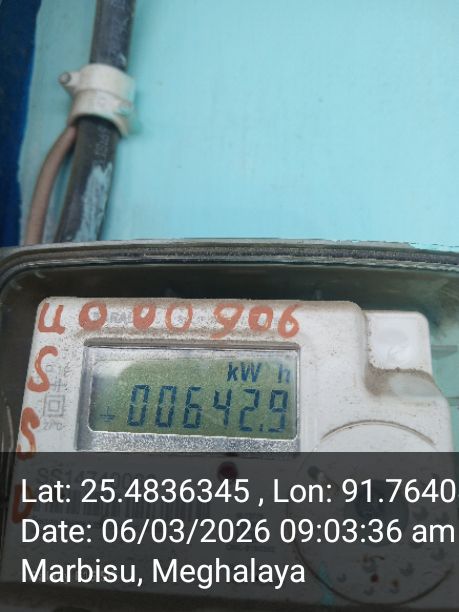 U000906
S
S
kW h
00642.9
Lat: 25.4836345 , Lon: 91.7640
Date: 06/03/2026 09:03:36 am
Marbisu, Meghalaya